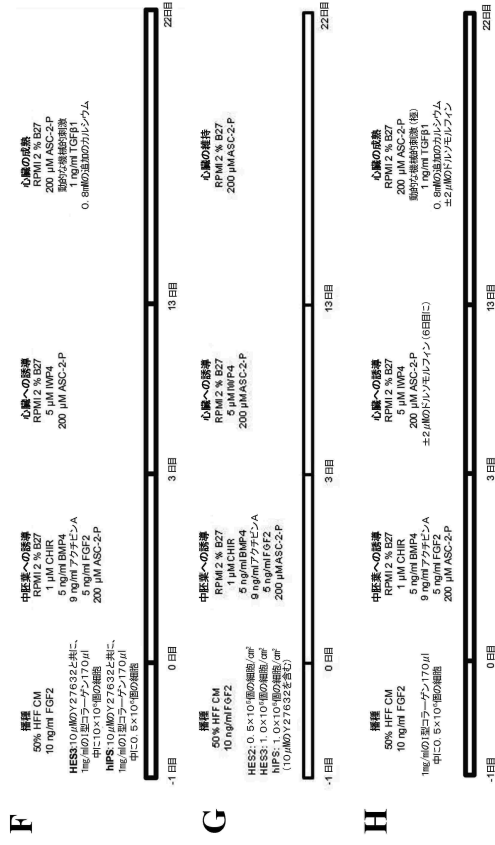 F
播種
50% HFF CM
10 ng/ml FGF2
HES3:10μMのY27632と共に、
1mg/mlのI型コラーゲン170μl
中に10×10⁵個の細胞
hIPS:10μMのY27632と共に、
1mg/mlのI型コラーゲン170μl
中に0.5×10⁶個の細胞
中胚葉への誘導
RPMI 2 % B27
1 μM CHIR
5 ng/ml BMP4
9 ng/ml アクチビンA
5 ng/ml FGF2
200 μM ASC-2-P
心臓への誘導
RPMI 2 % B27
5 μM IWP4
200 μM ASC-2-P
心臓の成熟
RPMI 2 % B27
200 μM ASC-2-P
動的な機械的刺激
1 ng/ml TGFβ1
0.8mMの追加のカルシウム
-1 日目
0 日目
3 日目
13 日目
22日目
G
播種
50% HFF CM
10 ng/ml FGF2
HES2:0.5×10⁵個の細胞/cm²
HES3:1.0×10⁵個の細胞/cm²
hIPS:1.0×10⁵個の細胞/cm²
(10μMのY27632を含む)
中胚葉への誘導
RPMI 2 % B27
1 μM CHIR
5 ng/ml BMP4
9 ng/ml アクチビンA
5 ng/ml FGF2
200 μM ASC-2-P
心臓への誘導
RPMI 2 % B27
5 μM IWP4
200 μM ASC-2-P
心臓の維持
RPMI 2 % B27
200 μM ASC-2-P
-1 日目
0 日目
3 日目
13 日目
22日目
H
播種
50% HFF CM
10 ng/ml FGF2
1mg/mlのI型コラーゲン170μl
中に0.5×10⁶個の細胞
中胚葉への誘導
RPMI 2 % B27
1 μM CHIR
5 ng/ml BMP4
9 ng/ml アクチビンA
5 ng/ml FGF2
200 μM ASC-2-P
心臓への誘導
RPMI 2 % B27
5 μM IWP4
200 μM ASC-2-P
±2μMのドルソモルフィン(6日目に)
心臓の成熟
RPMI 2 % B27
200 μM ASC-2-P
動的な機械的刺激(極)
1 ng/ml TGFβ1
0.8mMの追加のカルシウム
±2μMのドルソモルフィン
-1日目
0 日目
3 日目
13 日目
22日目